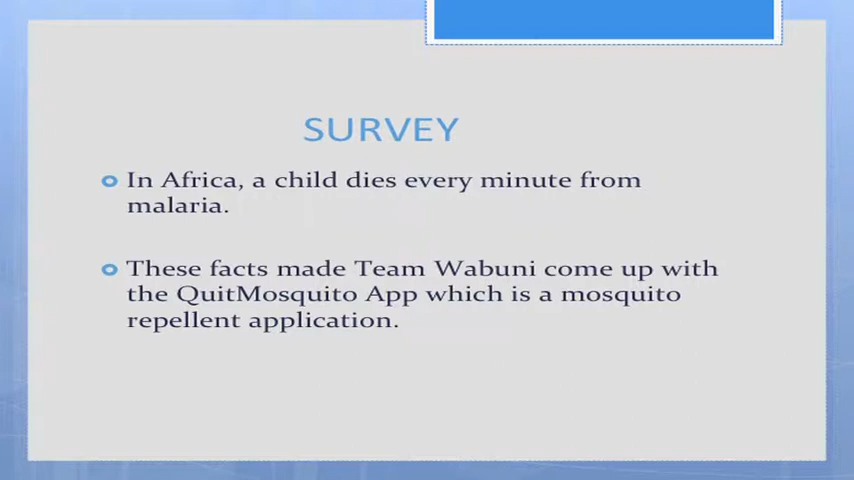 SURVEY
In Africa, a child dies every minute from
malaria.
These facts made Team Wabuni come up with
the QuitMosquito App which is a mosquito
repellent application.